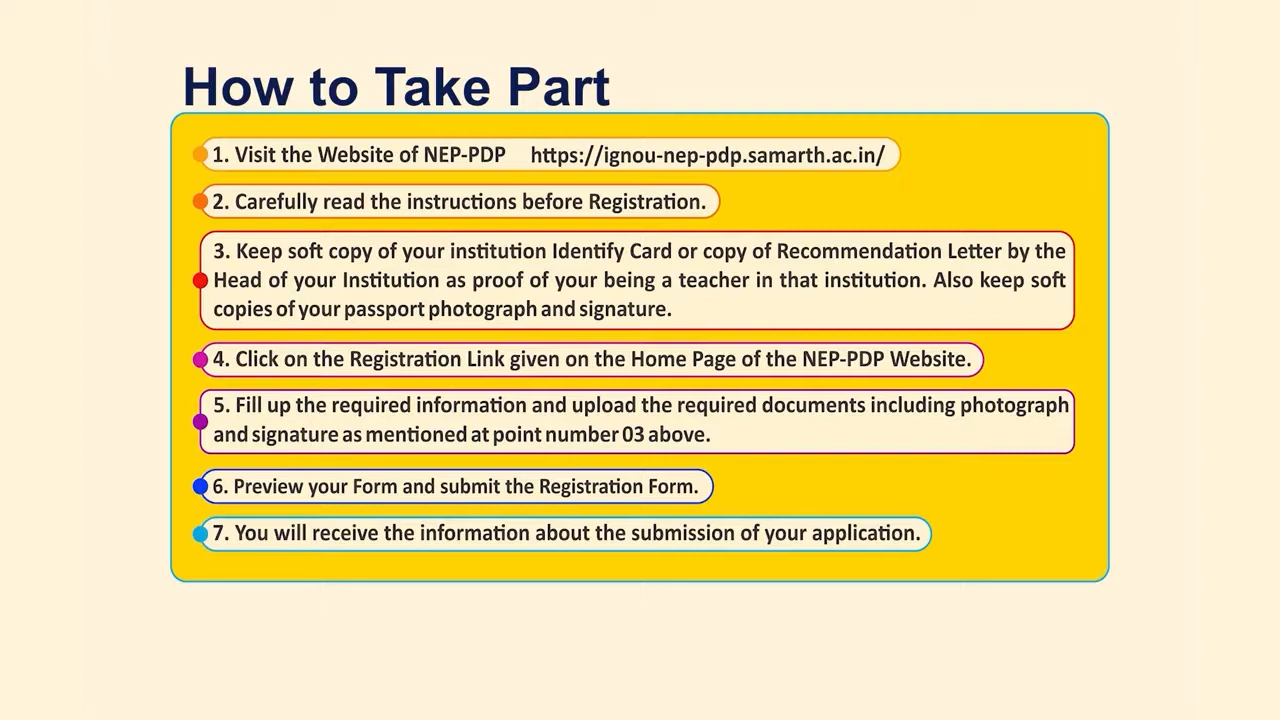 How to Take Part
1. Visit the Website of NEP-PDP https://ignou-nep-pdp.samarth.ac.in/
2. Carefully read the instructions before Registration.
3. Keep soft copy of your institution Identify Card or copy of Recommendation Letter by the
Head of your Institution as proof of your being a teacher in that institution. Also keep soft
copies of your passport photograph and signature.
4. Click on the Registration Link given on the Home Page of the NEP-PDP Website.
5. Fill up the required information and upload the required documents including photograph
and signature as mentioned at point number 03 above.
6. Preview your Form and submit the Registration Form.
7. You will receive the information about the submission of your application.